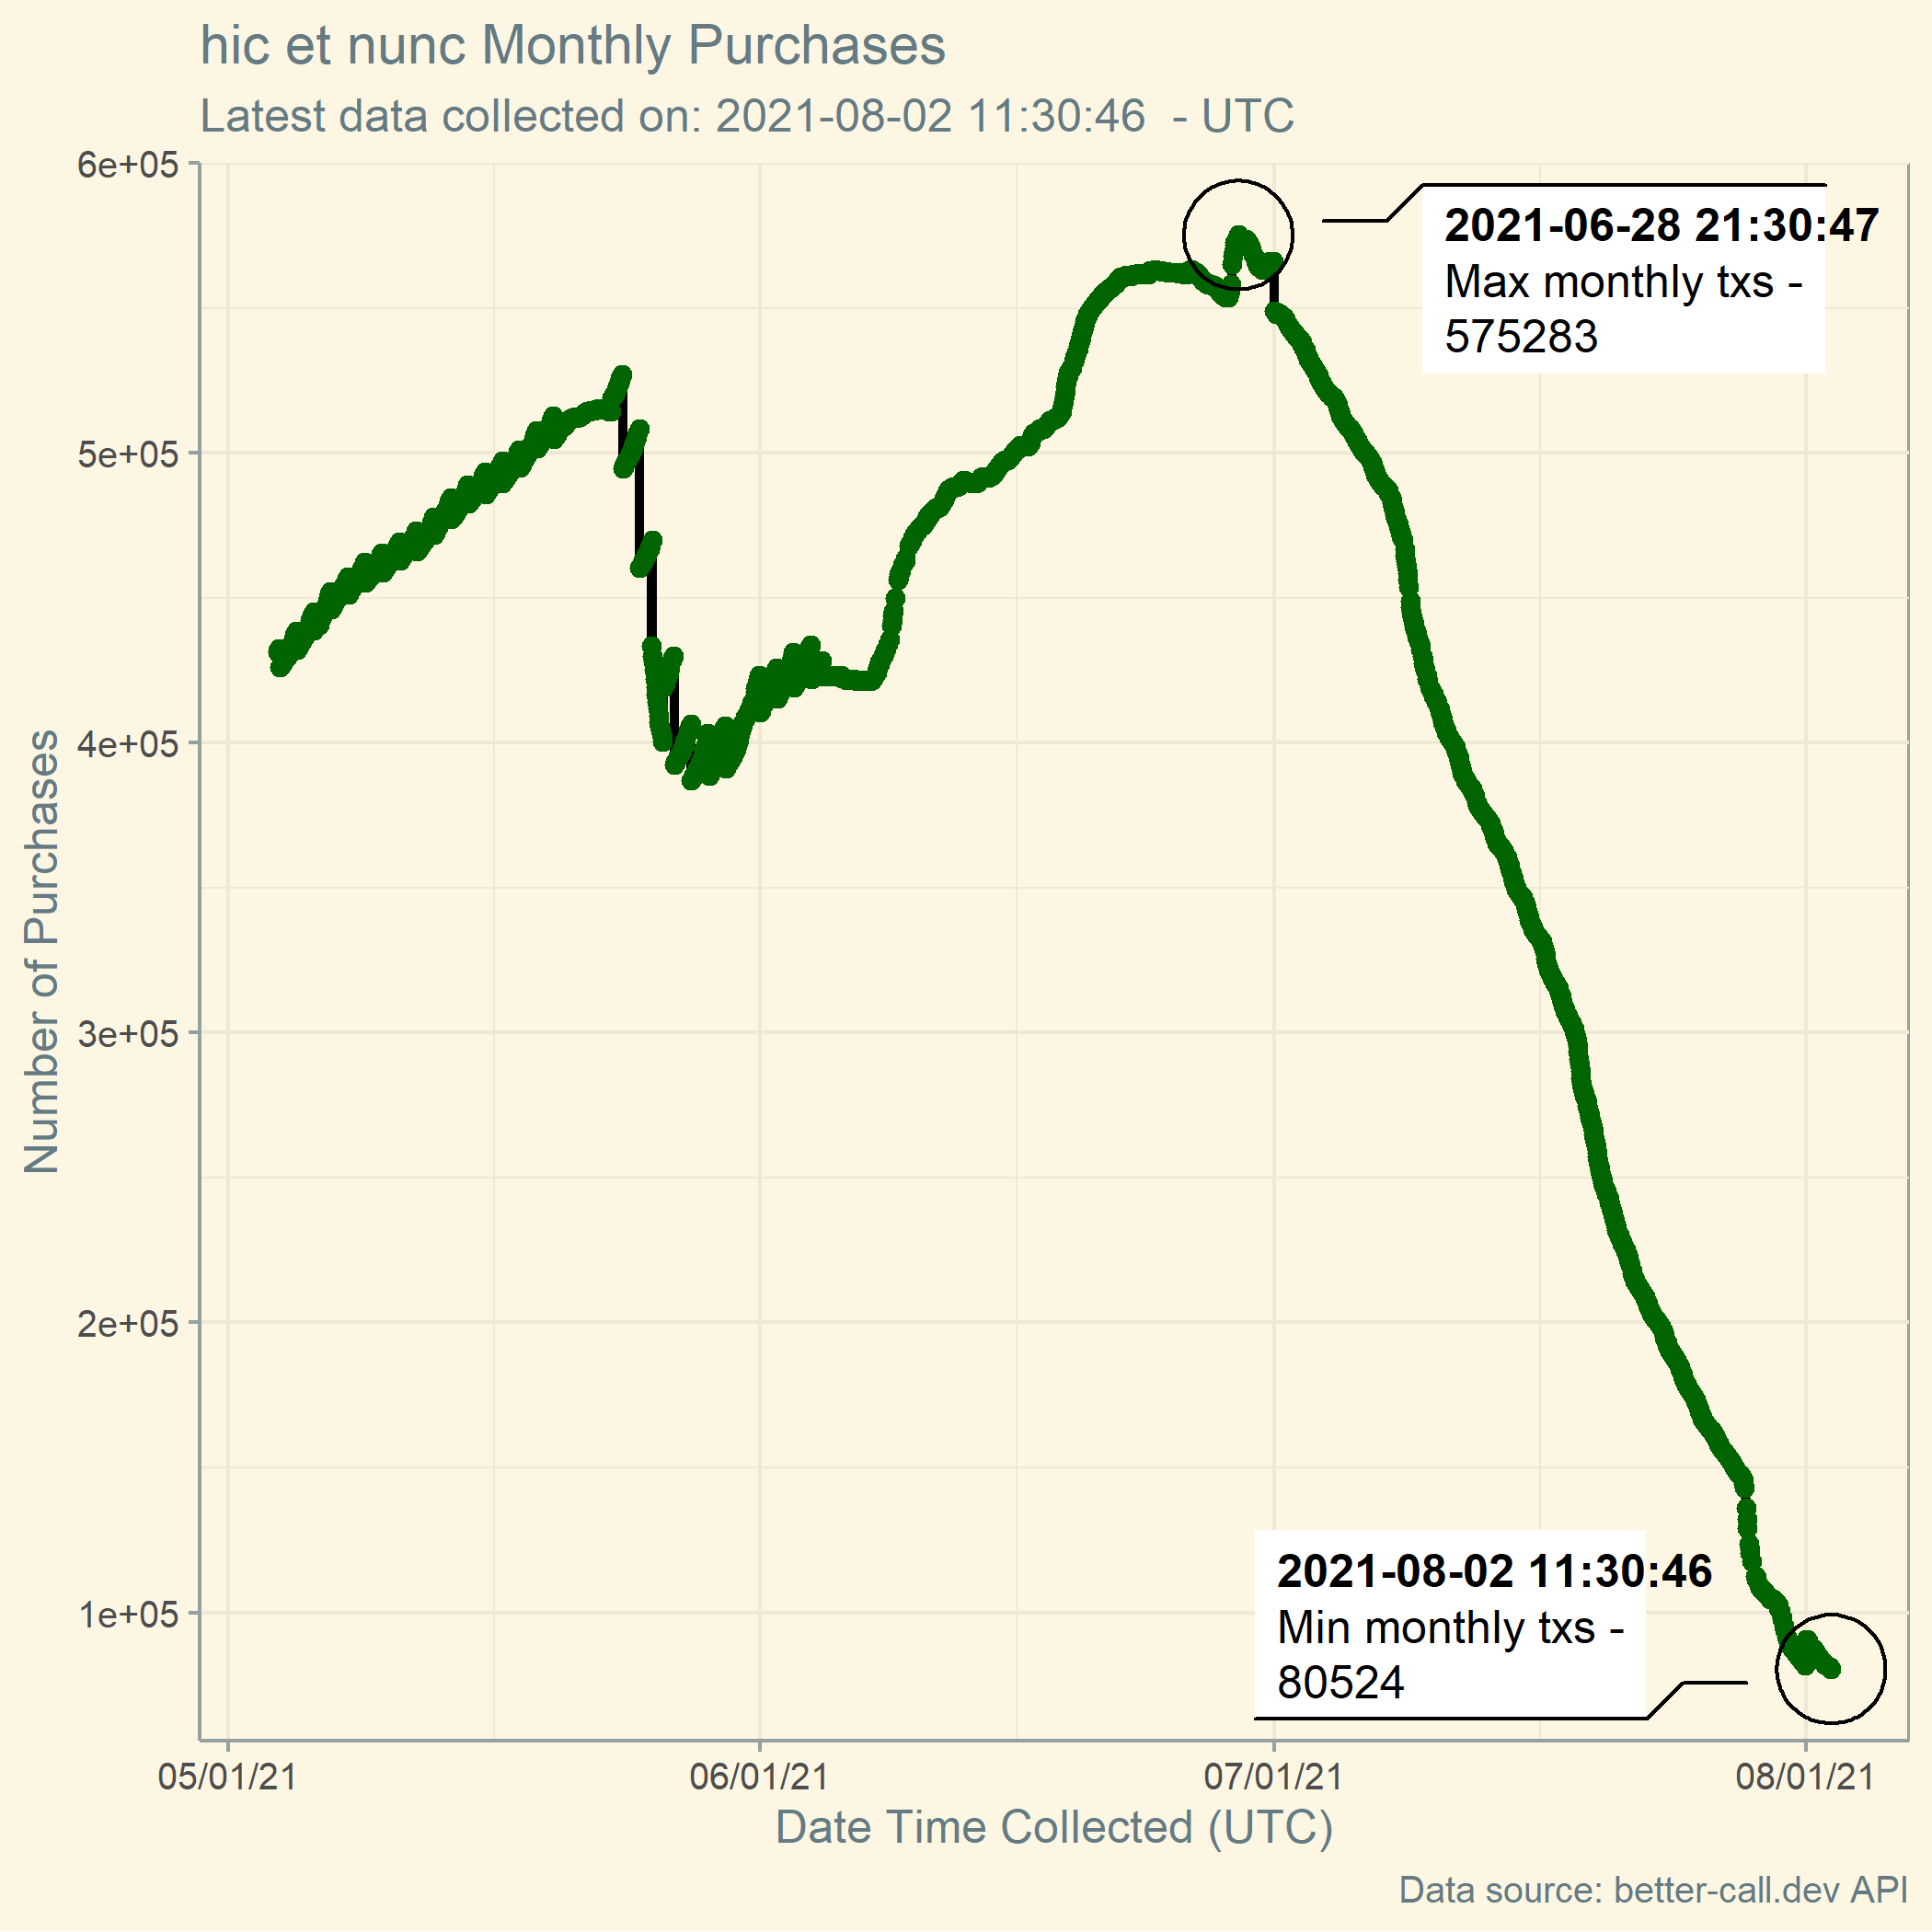 hic et nunc Monthly Purchases
Latest data collected on: 2021-08-02 11:30:46  - UTC
6e+05
5e+05
4e+05
3e+05
2e+05
1e+05
Number of Purchases
2021-06-28 21:30:47
Max monthly txs -
575283
2021-08-02 11:30:46
Min monthly txs -
80524
05/01/21 06/01/21 07/01/21 08/01/21
Date Time Collected (UTC)
Data source: better-call.dev API